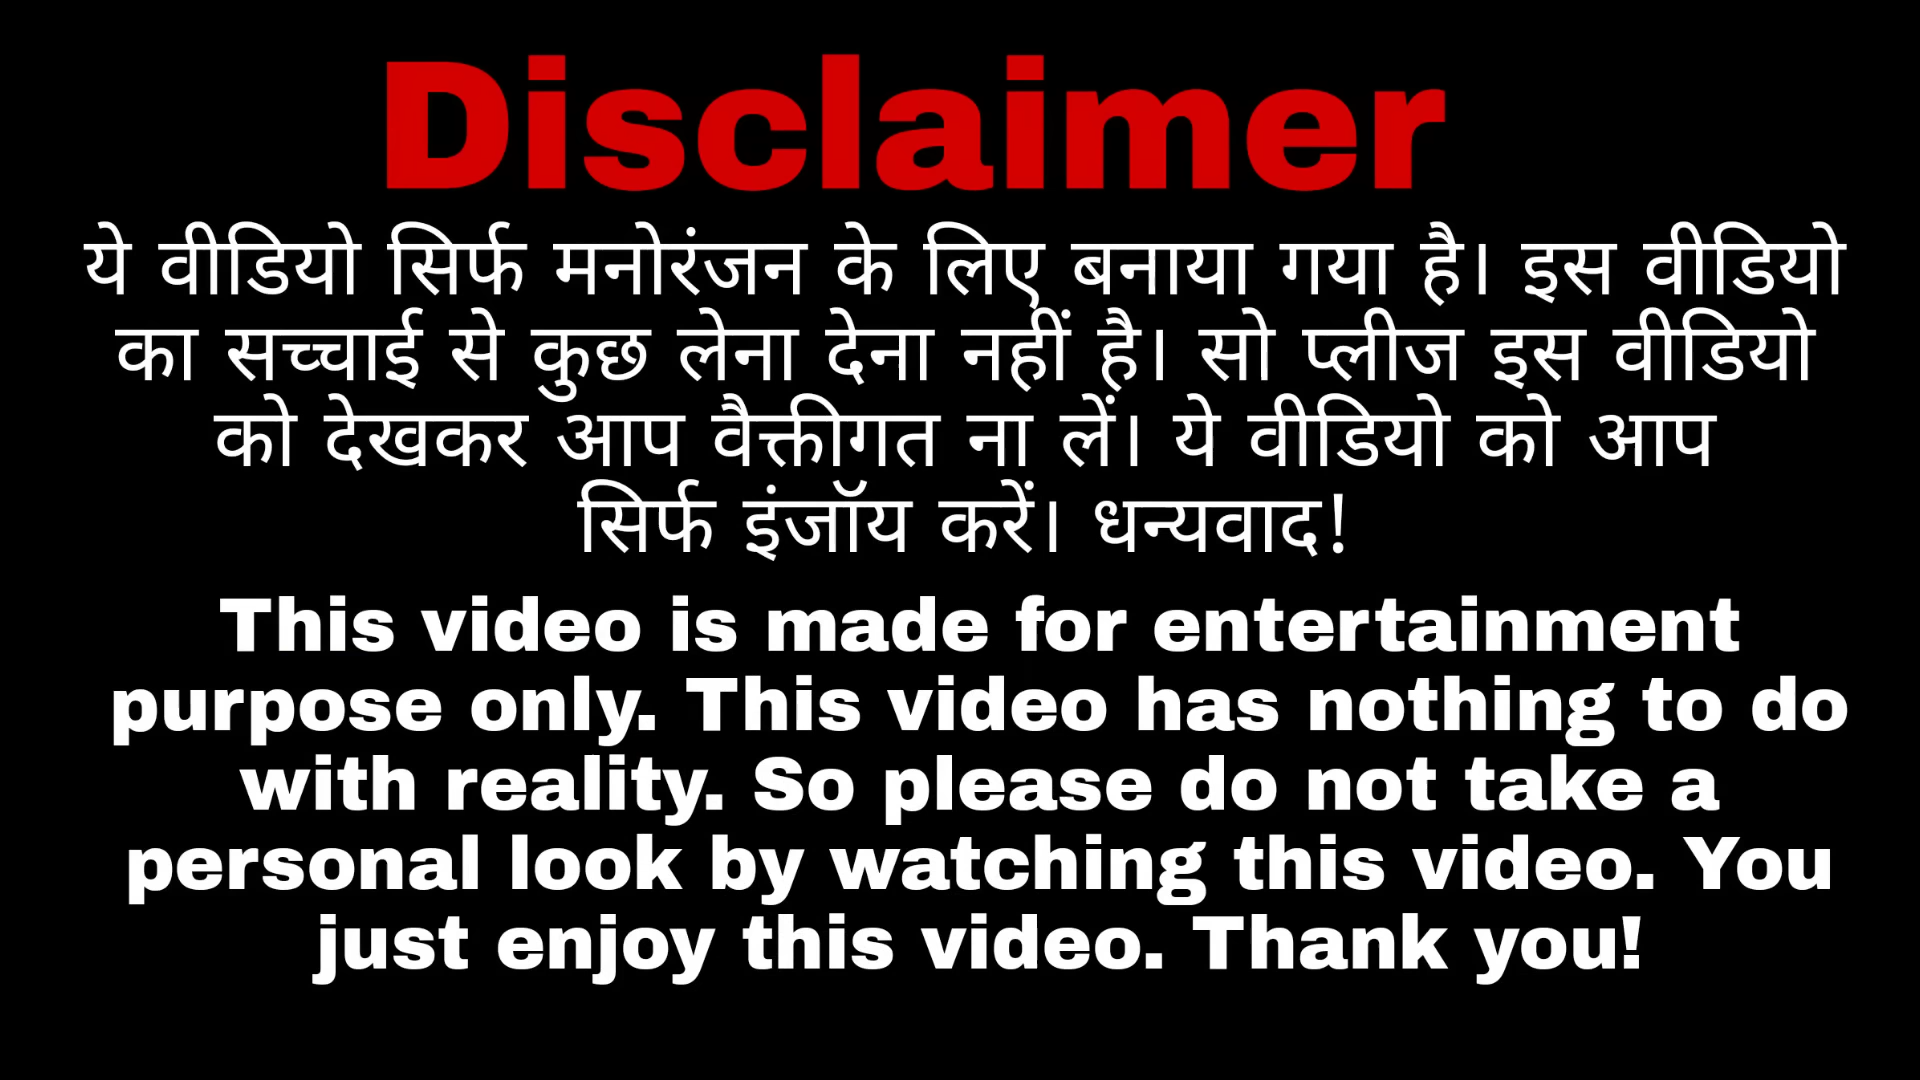 Disclaimer
ये वीडियो सिर्फ मनोरंजन के लिए बनाया गया है। इस वीडियो
का सच्चाई से कुछ लेना देना नहीं है। सो प्लीज इस वीडियो
को देखकर आप वैक्तीगत ना लें। ये वीडियो को आप
सिर्फ इंजॉय करें। धन्यवाद!
This video is made for entertainment
purpose only. This video has nothing to do
with reality. So please do not take a
personal look by watching this video. You
just enjoy this video. Thank you!